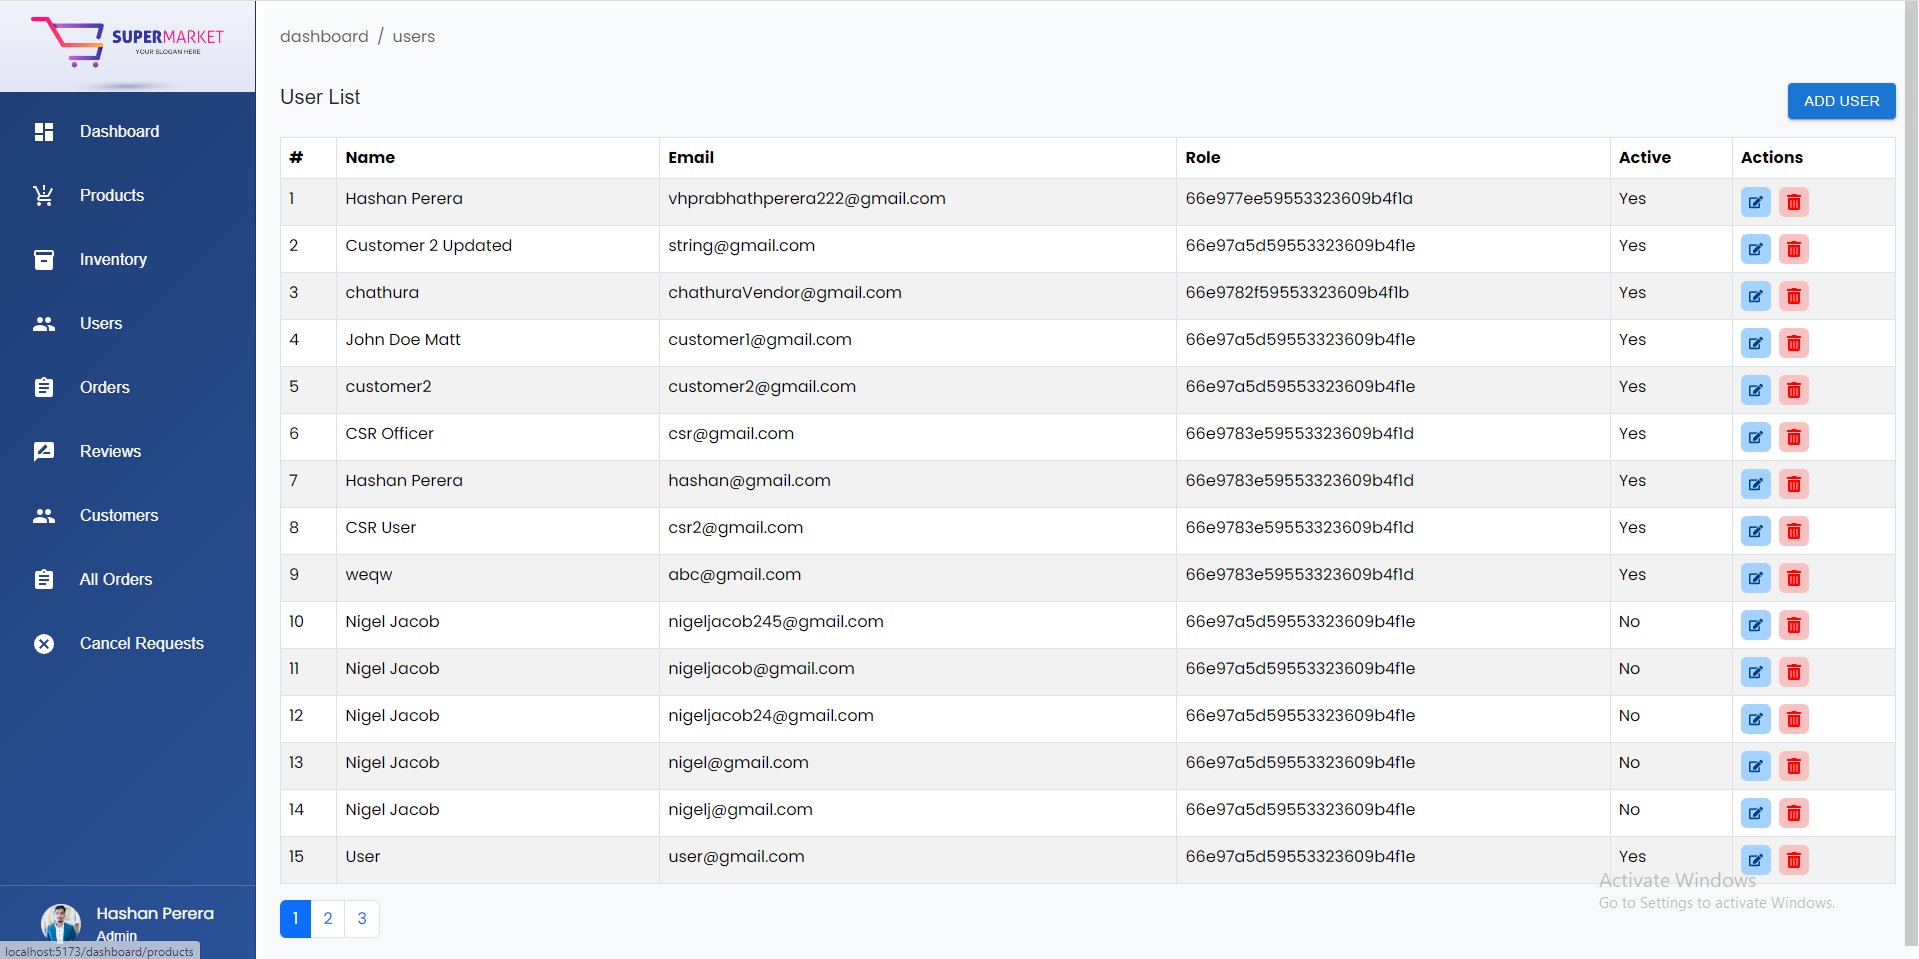 SUPERMARKET
YOUR SLOGAN HERE
Dashboard
Products
Inventory
Users
Orders
Reviews
Customers
All Orders
Cancel Requests
Hashan Perera
Admin
localhost:5173/dashboard/products
dashboard / users
User List
ADD USER
# Name Email Role Active Actions
1 Hashan Perera vhprabhathperera222@gmail.com 66e977ee59553323609b4f1a Yes
2 Customer 2 Updated string@gmail.com 66e97a5d59553323609b4f1e Yes
3 chathura chathuraVendor@gmail.com 66e9782f59553323609b4f1b Yes
4 John Doe Matt customer1@gmail.com 66e97a5d59553323609b4f1e Yes
5 customer2 customer2@gmail.com 66e97a5d59553323609b4f1e Yes
6 CSR Officer csr@gmail.com 66e9783e59553323609b4f1d Yes
7 Hashan Perera hashan@gmail.com 66e9783e59553323609b4f1d Yes
8 CSR User csr2@gmail.com 66e9783e59553323609b4f1d Yes
9 weqw abc@gmail.com 66e9783e59553323609b4f1d Yes
10 Nigel Jacob nigeljacob245@gmail.com 66e97a5d59553323609b4f1e No
11 Nigel Jacob nigeljacob@gmail.com 66e97a5d59553323609b4f1e No
12 Nigel Jacob nigeljacob24@gmail.com 66e97a5d59553323609b4f1e No
13 Nigel Jacob nigel@gmail.com 66e97a5d59553323609b4f1e No
14 Nigel Jacob nigelj@gmail.com 66e97a5d59553323609b4f1e No
15 User user@gmail.com 66e97a5d59553323609b4f1e Yes
Activate Windows
Go to Settings to activate Windows.
1 2 3